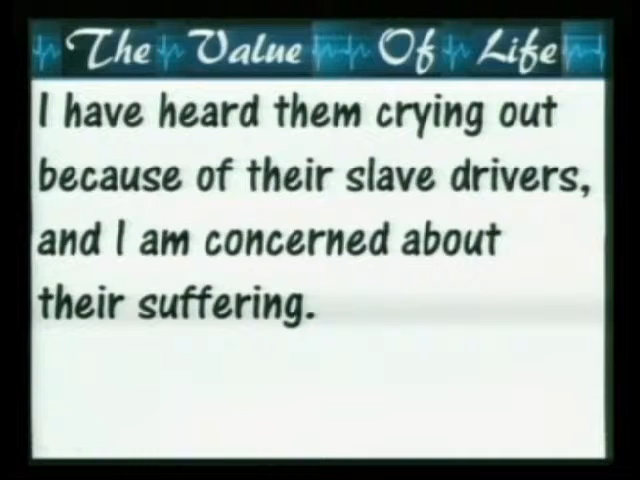 The Value Of Life
I have heard them crying out
because of their slave drivers,
and I am concerned about
their suffering.